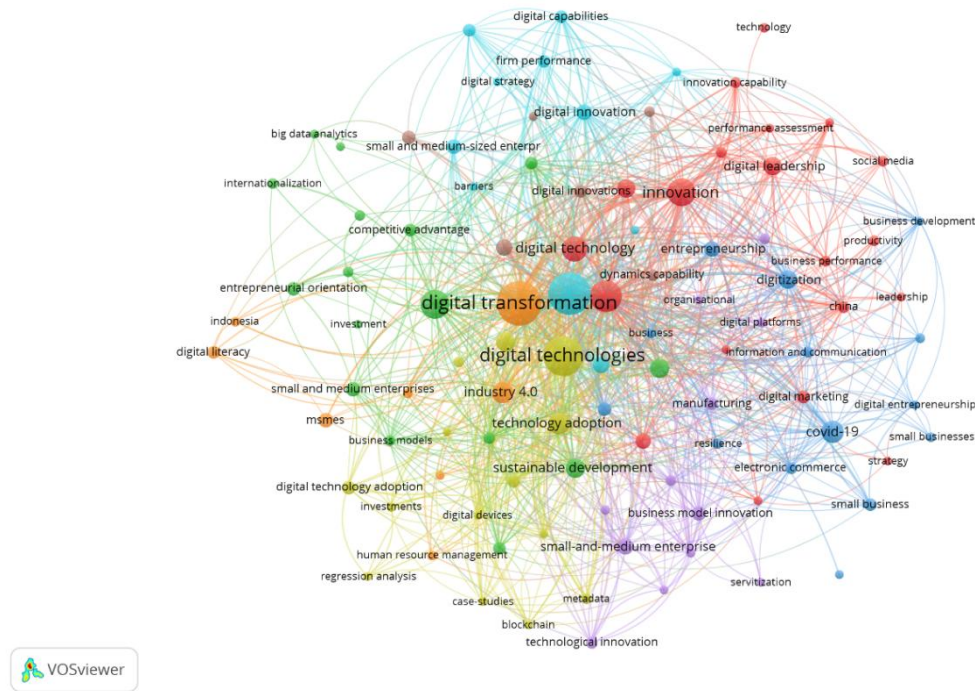 digital capabilities
technology
firm performance
digital strategy
innovation capability
digital innovation
big data analytics
performance assessment
small and medium-sized enterpr
social media
digital leadership
internationalization
barriers
digital innovations
innovation
business development
competitive advantage
productivity
digital technology
entrepreneurship
business performance
dynamics capability
digitization
entrepreneurial orientation
leadership
digital transformation
organisational
china
indonesia
investment
digital platforms
business
digital literacy
digital technologies
information and communication
small and medium enterprises
industry 4.0
digital marketing
manufacturing
digital entrepreneurship
msmes
technology adoption
covid-19
small businesses
business models
resilience
strategy
sustainable development
electronic commerce
digital technology adoption
small business
investments
digital devices
business model innovation
human resource management
small-and-medium enterprise
regression analysis
servitization
case-studies
metadata
blockchain
technological innovation
VOSviewer